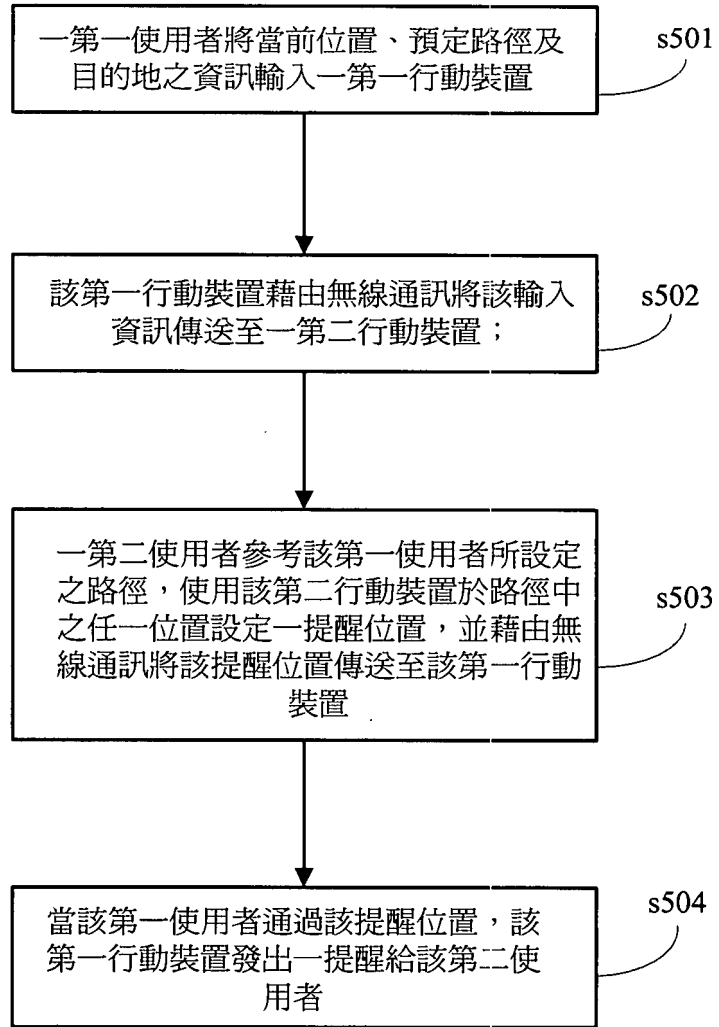 一第一使用者將當前位置、預定路徑及
目的地之資訊輸入一第一行動裝置
s501
該第一行動裝置藉由無線通訊將該輸入
資訊傳送至一第二行動裝置；
s502
一第二使用者參考該第一使用者所設定
之路徑，使用該第二行動裝置於路徑中
之任一位置設定一提醒位置，並藉由無
線通訊將該提醒位置傳送至該第一行動
裝置
s503
當該第一使用者通過該提醒位置，該
第一行動裝置發出一提醒給該第二使
用者
s504